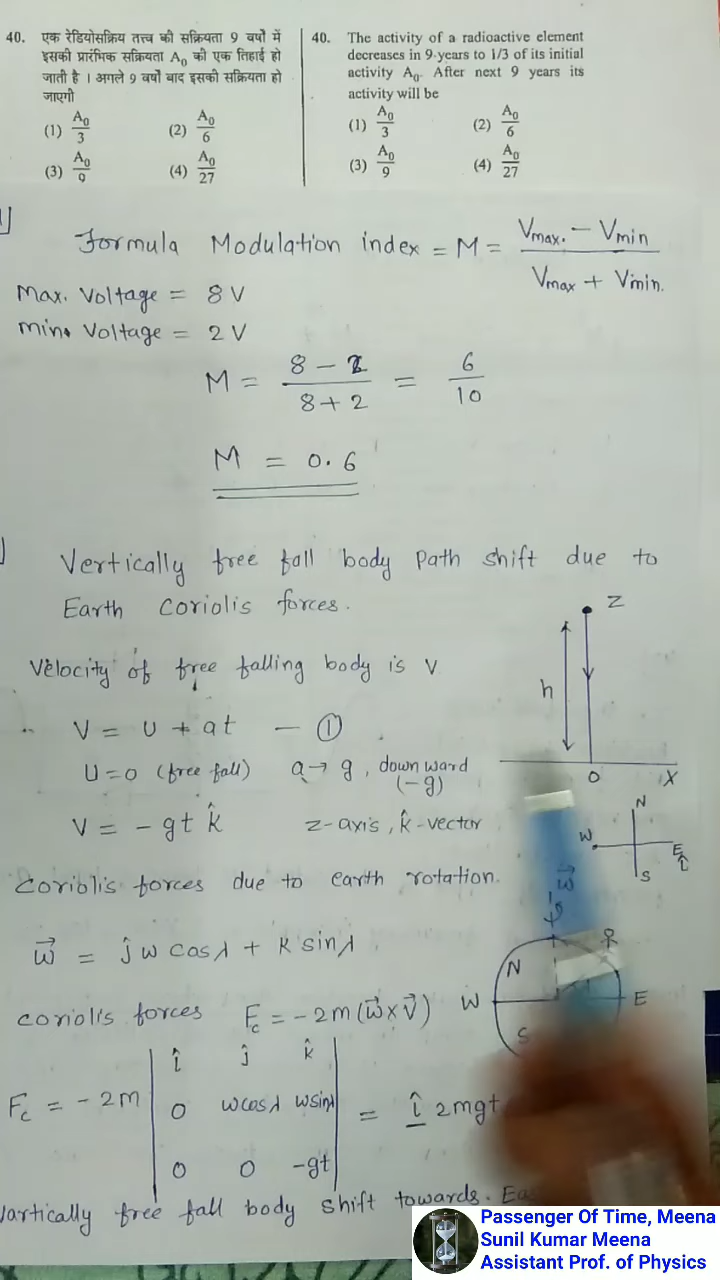 40. एक रेडियोसक्रिय तत्त्व की सक्रियता 9 वर्षों में
इसकी प्रारंभिक सक्रियता A₀ की एक तिहाई हो
जाती है । अगले 9 वर्षों बाद इसकी सक्रियता हो
जाएगी
(1) A₀/3 (2) A₀/6
(3) A₀/9 (4) A₀/27
40. The activity of a radioactive element
decreases in 9 years to 1/3 of its initial
activity A₀. After next 9 years its
activity will be
(1) A₀/3 (2) A₀/6
(3) A₀/9 (4) A₀/27
Formula Modulation index = M = (Vmax. – Vmin) / (Vmax + Vmin.)
Max. Voltage = 8 V
min. Voltage = 2 V
M = (8 – 2) / (8 + 2) = 6/10
M = 0.6
Vertically free fall body path shift due to
Earth coriolis forces.
Velocity of free falling body is V
V = U + at — ①
U=0 (free fall) a→ g, down ward
(-g)
V = -gt k̂ z-axis, k̂-vector
Z
h
O X
N
W E
î
S
coriolis forces due to earth rotation.
ω⃗ = ĵ ω cosλ + k sinλ
ω⃗
N
W E
S
coriolis forces F_c = -2m(ω⃗×V⃗)
F_c = -2m | î ĵ k̂ |
| 0 ωcosλ ωsinλ | = î 2mgt
| 0 0 -gt |
Vartically free fall body shift towards.
Passenger Of Time, Meena
Sunil Kumar Meena
Assistant Prof. of Physics